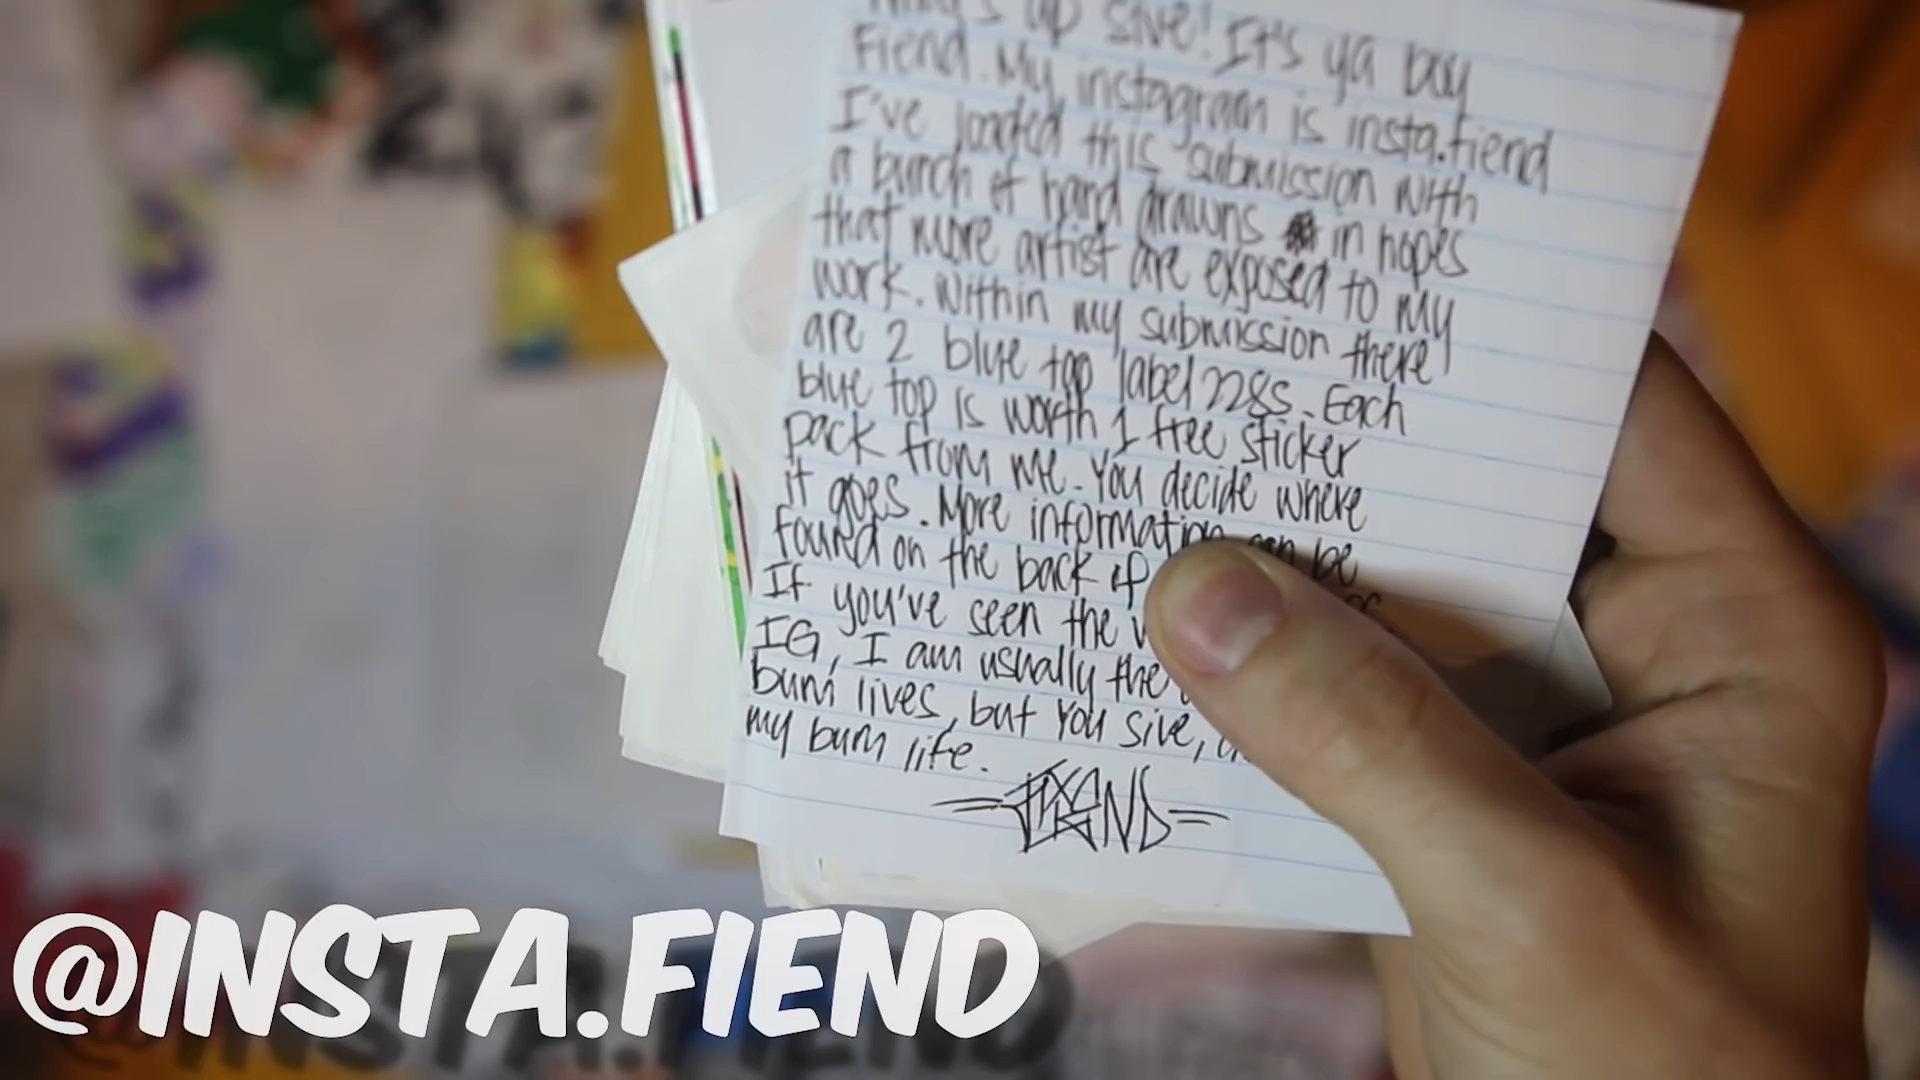 What's up Sive! It's ya boy
Fiend. My instagram is insta.fiend
I've loaded this submission with
a bunch of hand drawns in hopes
that more artist are exposed to my
work. Within my submission there
are 2 blue top label 228s. Each
blue top is worth 1 free sticker
pack from me. You decide where
it goes. More information can be
found on the back of
If you've seen the
IG, I am usually the
bum lives, but you Sive,
my bum life.
=FIEND=
@INSTA.FIEND